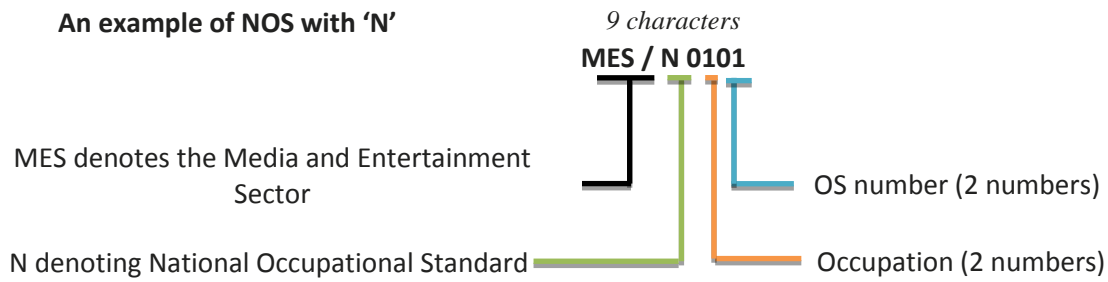 An example of NOS with ‘N’
9 characters
MES / N 0101
MES denotes the Media and Entertainment
Sector
OS number (2 numbers)
N denoting National Occupational Standard
Occupation (2 numbers)